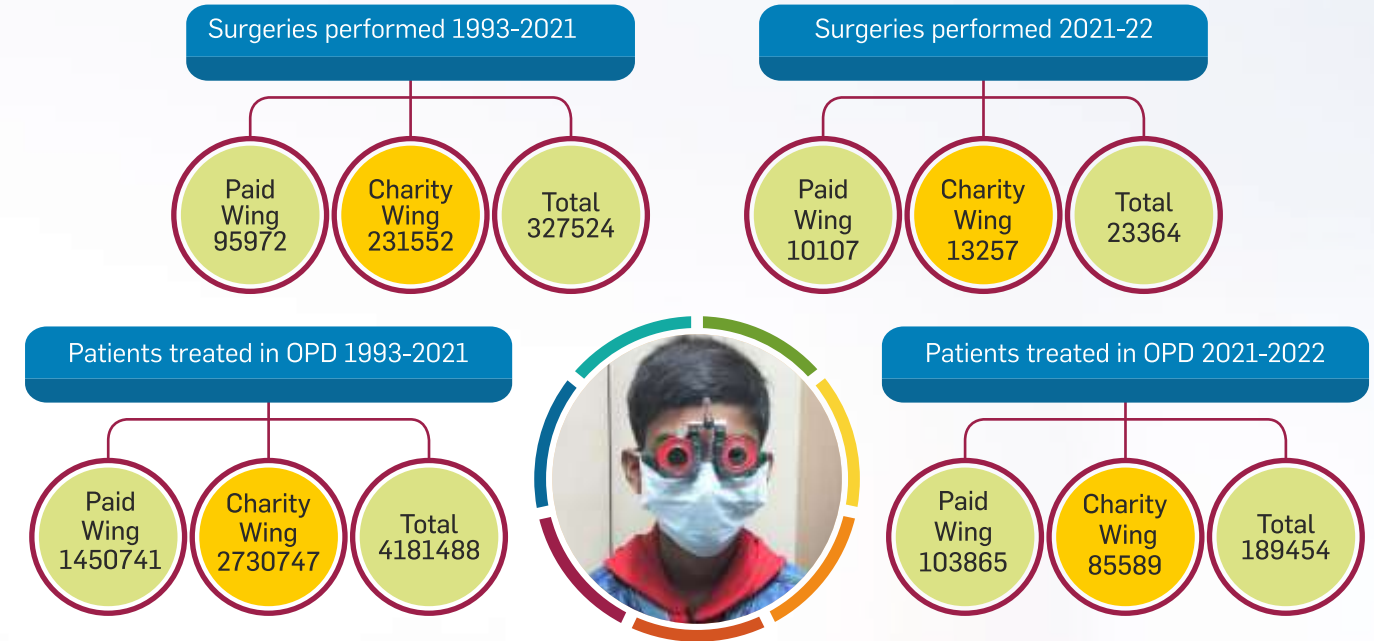 Surgeries performed 1993-2021
Paid
Wing
95972
Charity
Wing
231552
Total
327524
Surgeries performed 2021-22
Paid
Wing
10107
Charity
Wing
13257
Total
23364
Patients treated in OPD 1993-2021
Paid
Wing
1450741
Charity
Wing
2730747
Total
4181488
Patients treated in OPD 2021-2022
Paid
Wing
103865
Charity
Wing
85589
Total
189454